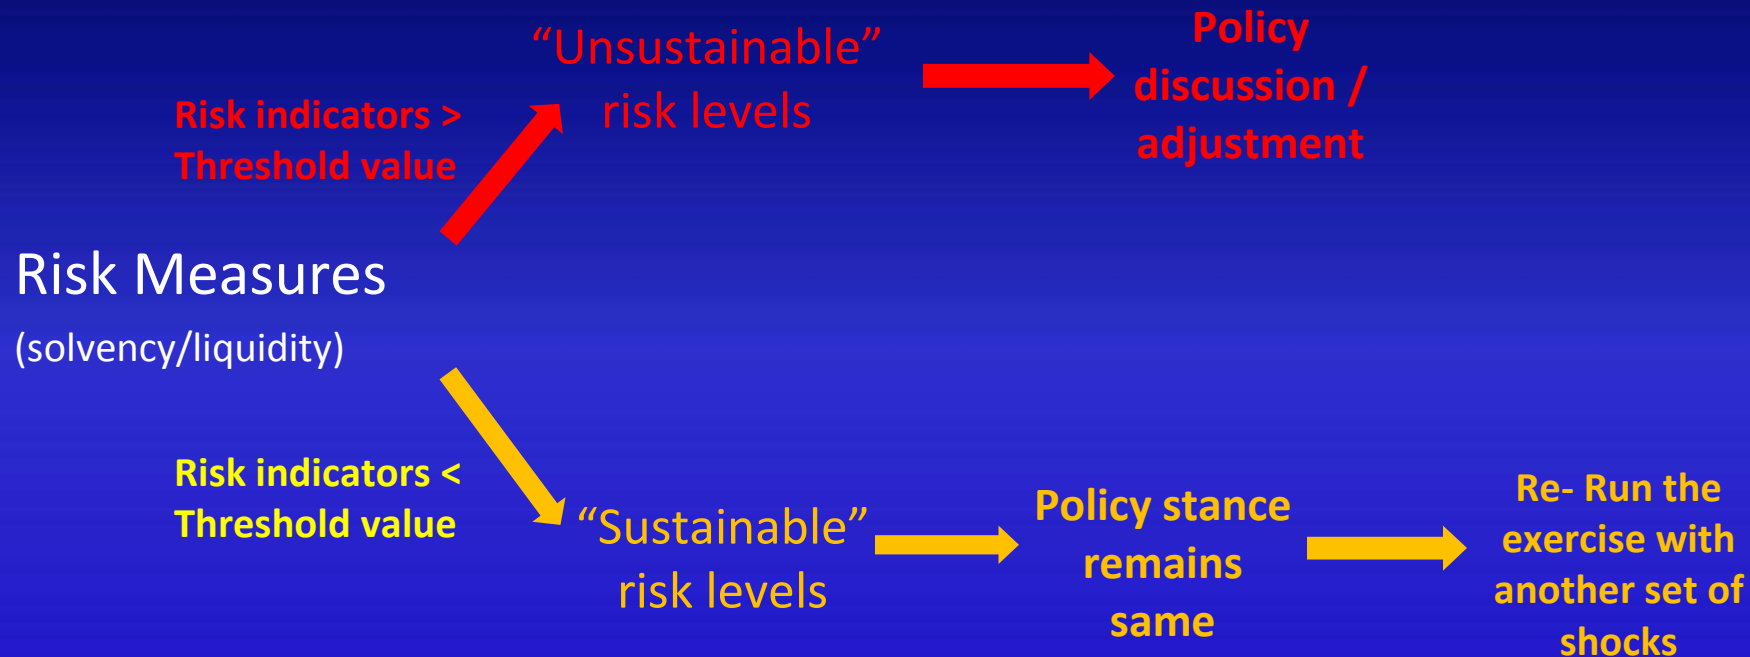 “Unsustainable”
risk levels
Policy
discussion /
adjustment
Risk indicators >
Threshold value
Risk Measures
(solvency/liquidity)
Risk indicators <
Threshold value
“Sustainable”
risk levels
Policy stance
remains
same
Re- Run the
exercise with
another set of
shocks